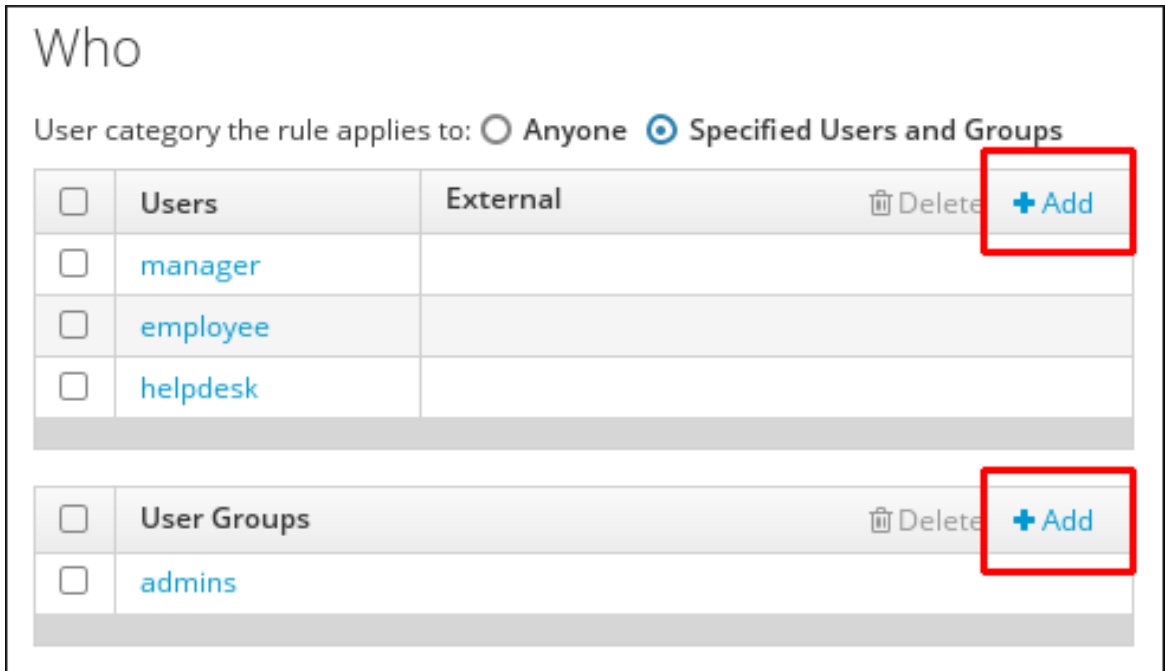 Who
User category the rule applies to: Anyone Specified Users and Groups
Users External Delete Add
manager
employee
helpdesk
User Groups Delete Add
admins